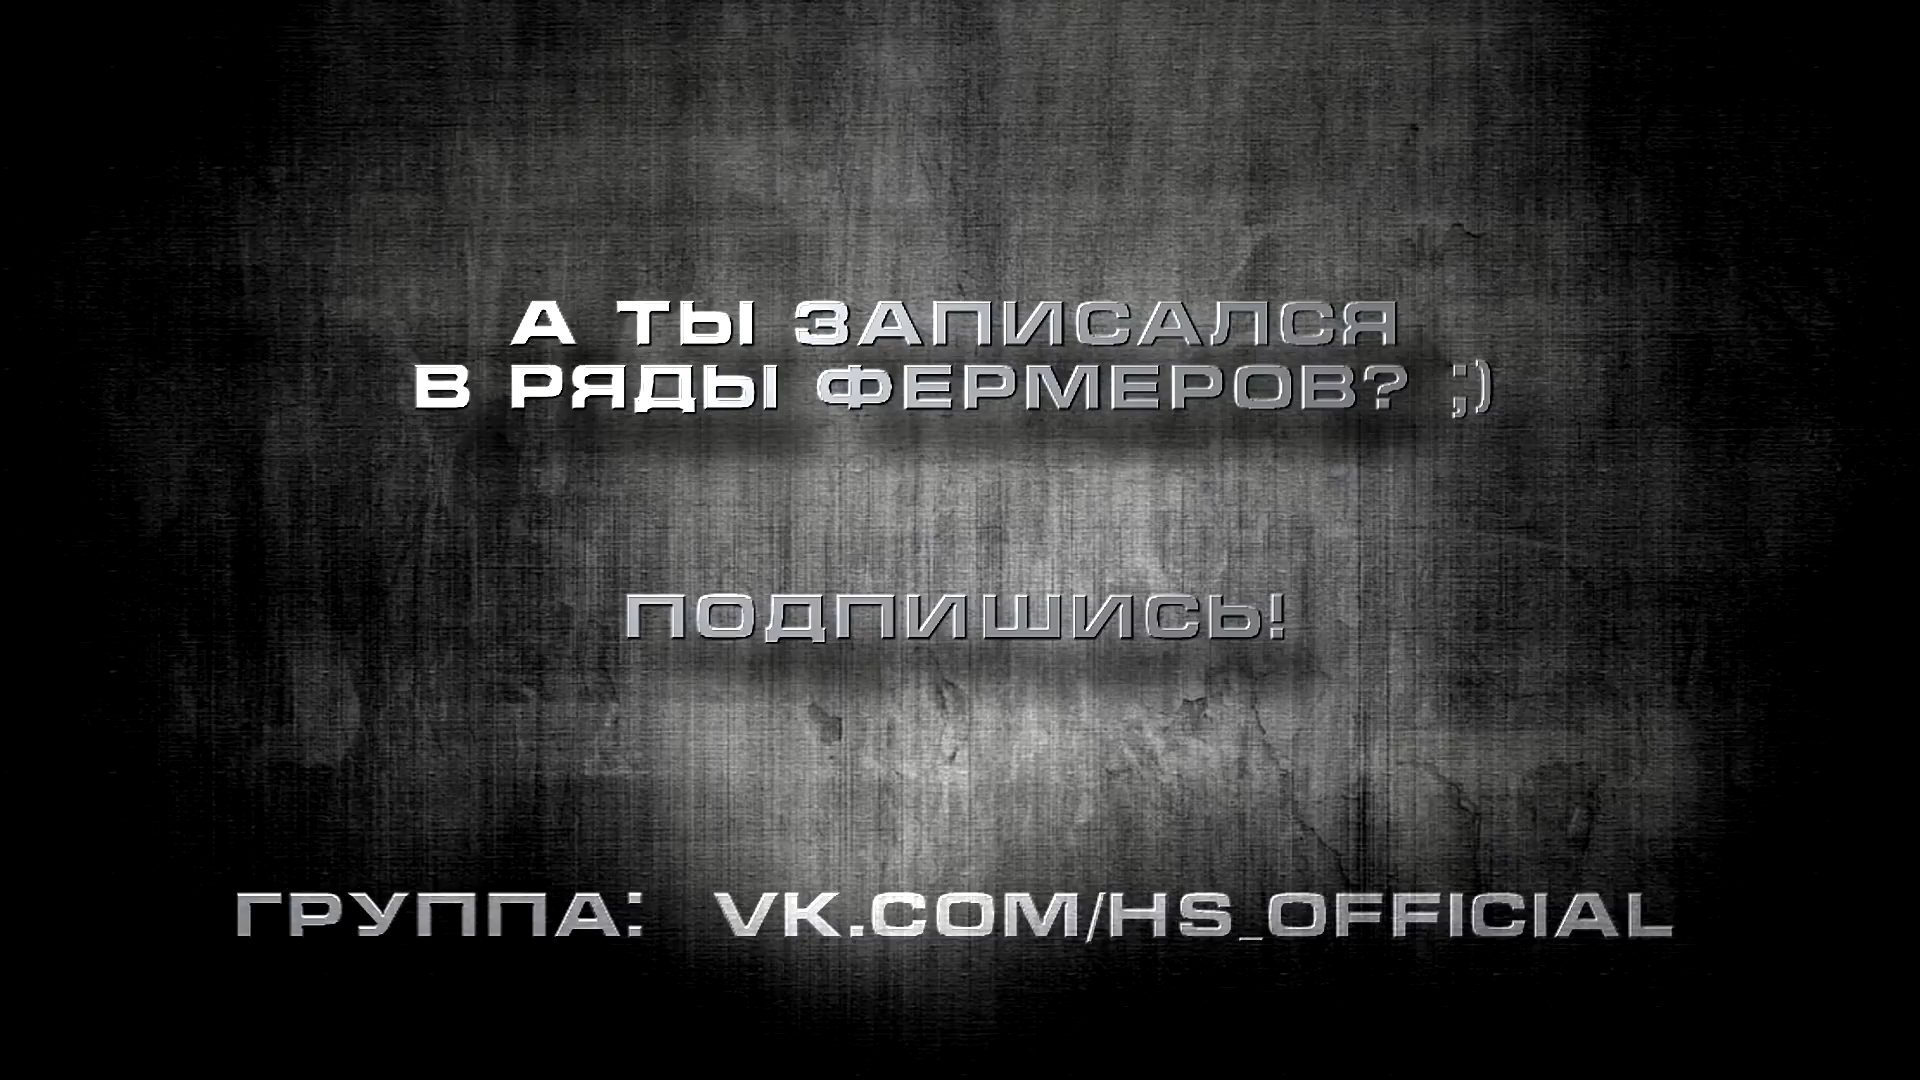 А ТЫ ЗАПИСАЛСЯ
В РЯДЫ ФЕРМЕРОВ? ;)
ПОДПИШИСЬ!
ГРУППА: VK.COM/HS_OFFICIAL